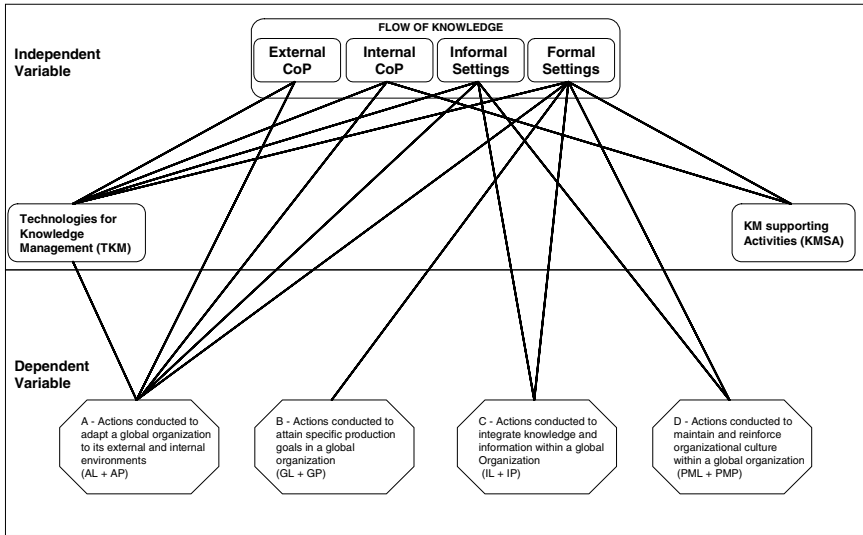 FLOW OF KNOWLEDGE
Independent
Variable
External
CoP
Internal
CoP
Informal
Settings
Formal
Settings
Technologies for
Knowledge
Management (TKM)
KM supporting
Activities (KMSA)
Dependent
Variable
A - Actions conducted to
adapt a global organization
to its external and internal
environments
(AL + AP)
B - Actions conducted to
attain specific production
goals in a global
organization
(GL + GP)
C - Actions conducted to
integrate knowledge and
information within a global
Organization
(IL + IP)
D - Actions conducted to
maintain and reinforce
organizational culture
within a global organization
(PML + PMP)